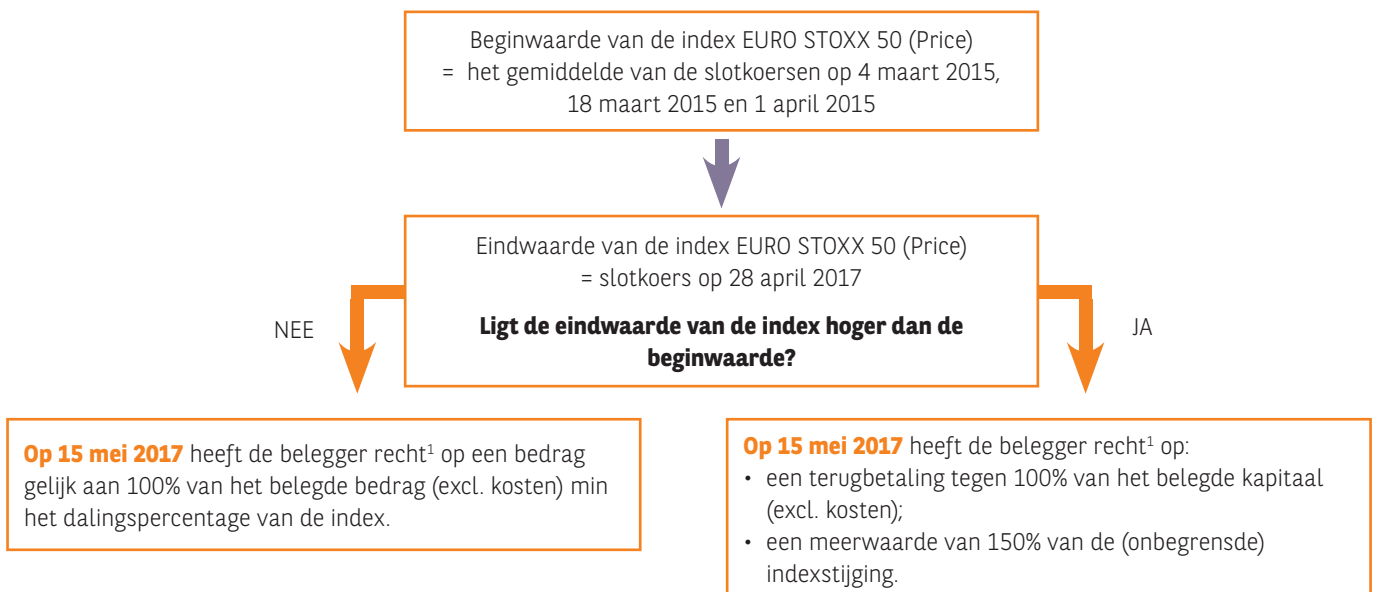 Beginwaarde van de index EURO STOXX 50 (Price)
= het gemiddelde van de slotkoersen op 4 maart 2015,
18 maart 2015 en 1 april 2015
Eindwaarde van de index EURO STOXX 50 (Price)
= slotkoers op 28 april 2017
Ligt de eindwaarde van de index hoger dan de
beginwaarde?
NEE
JA
Op 15 mei 2017 heeft de belegger recht¹ op een bedrag
gelijk aan 100% van het belegde bedrag (excl. kosten) min
het dalingspercentage van de index.
Op 15 mei 2017 heeft de belegger recht¹ op:
• een terugbetaling tegen 100% van het belegde kapitaal
(excl. kosten);
• een meerwaarde van 150% van de (onbegrensde)
indexstijging.